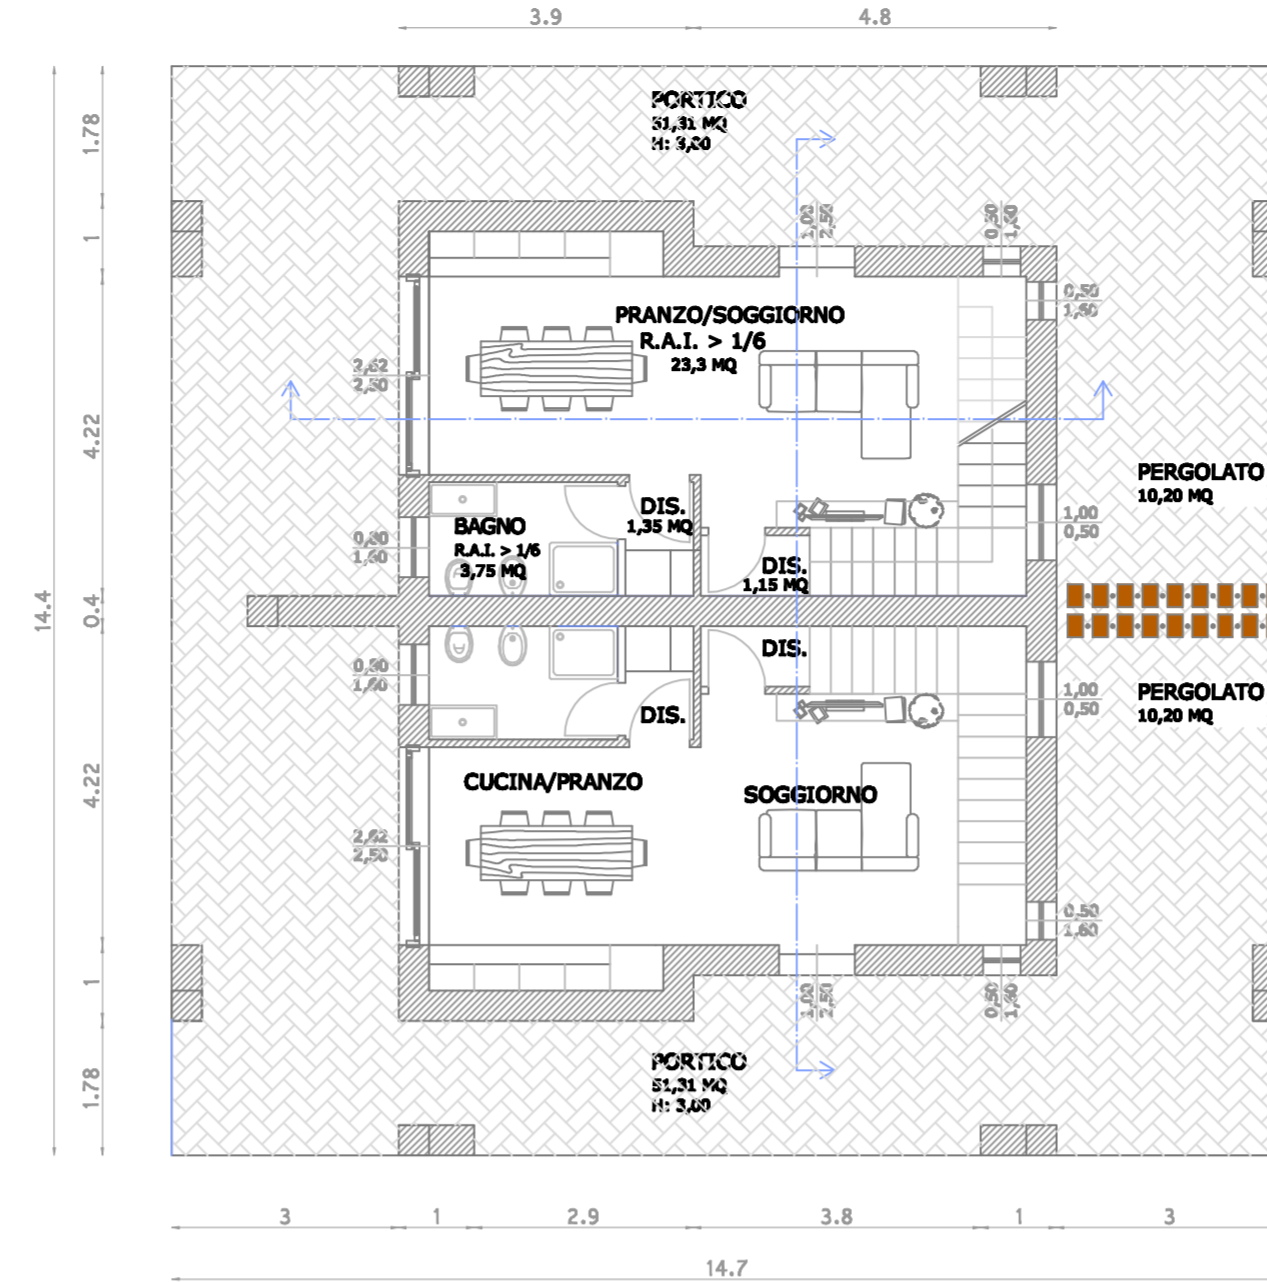 3.9
4.8
PORTICO
51,31 MQ
H: 3,00
1.78
1
1,00
2,50
0,50
1,60
PRANZO/SOGGIORNO
R.A.I. > 1/6
23,3 MQ
0,50
1,60
2,62
2,50
4.22
PERGOLATO
10,20 MQ
DIS.
1,35 MQ
BAGNO
R.A.I. > 1/6
3,75 MQ
1,00
0,50
1,60
DIS.
1,15 MQ
0,50
14.4
0.4
DIS.
1,60
1,00
0,50
PERGOLATO
10,20 MQ
DIS.
CUCINA/PRANZO
SOGGIORNO
4.22
2,62
2,50
0.50
1.60
1
1,00
2,50
0,50
1,60
PORTICO
51,31 MQ
H: 3,00
1.78
3
1
2.9
3.8
1
3
14.7